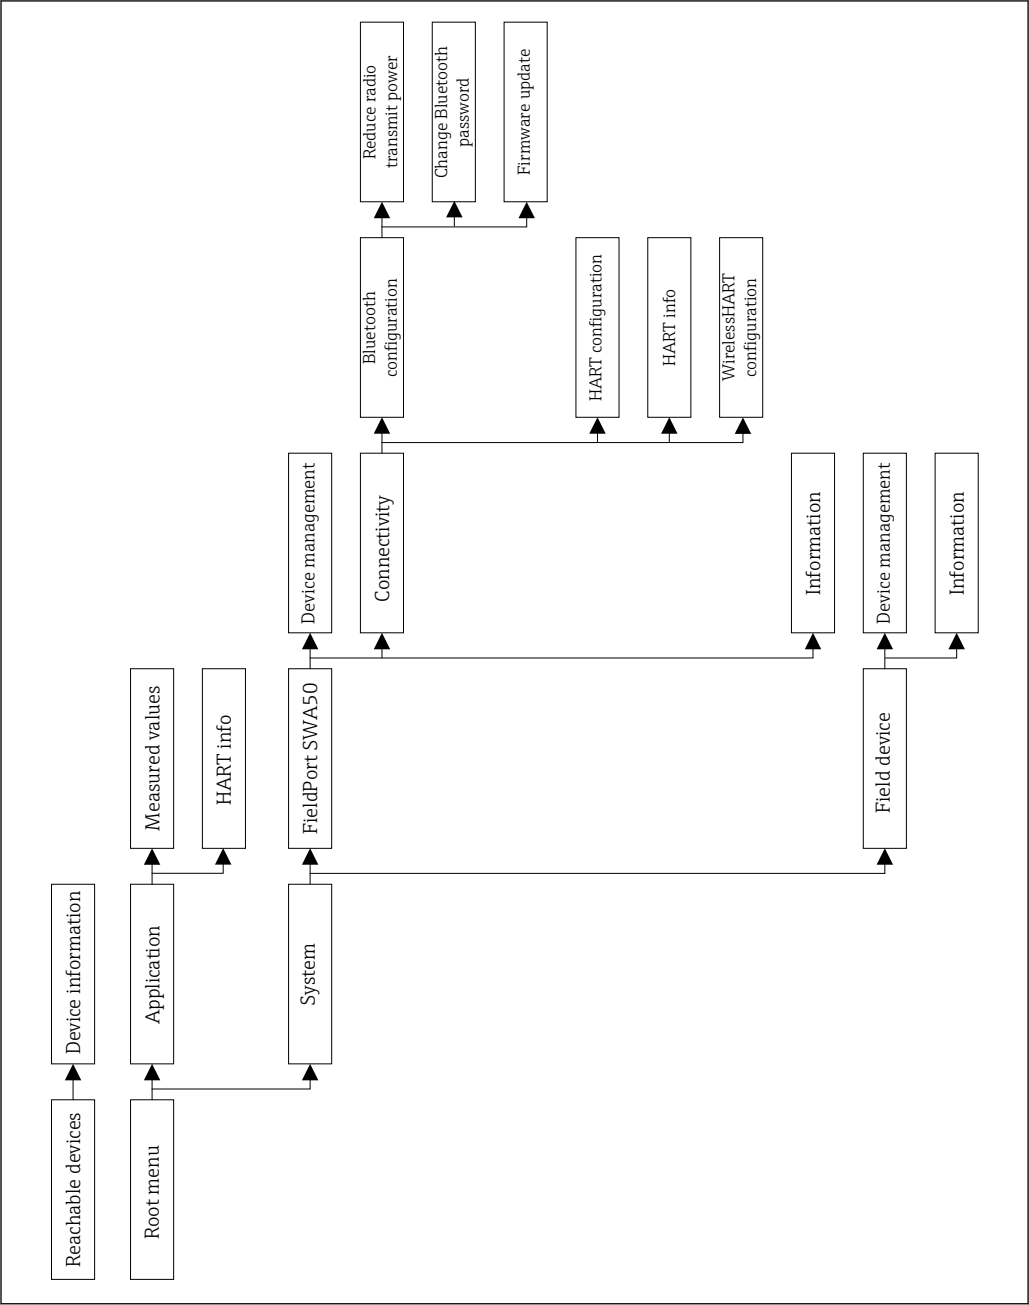 Reachable devices
Device information
Root menu
Application
Measured values
HART info
System
FieldPort SWA50
Device management
Connectivity
Bluetooth
configuration
Reduce radio
transmit power
Change Bluetooth
password
Firmware update
HART configuration
HART info
WirelessHART
configuration
Information
Field device
Device management
Information